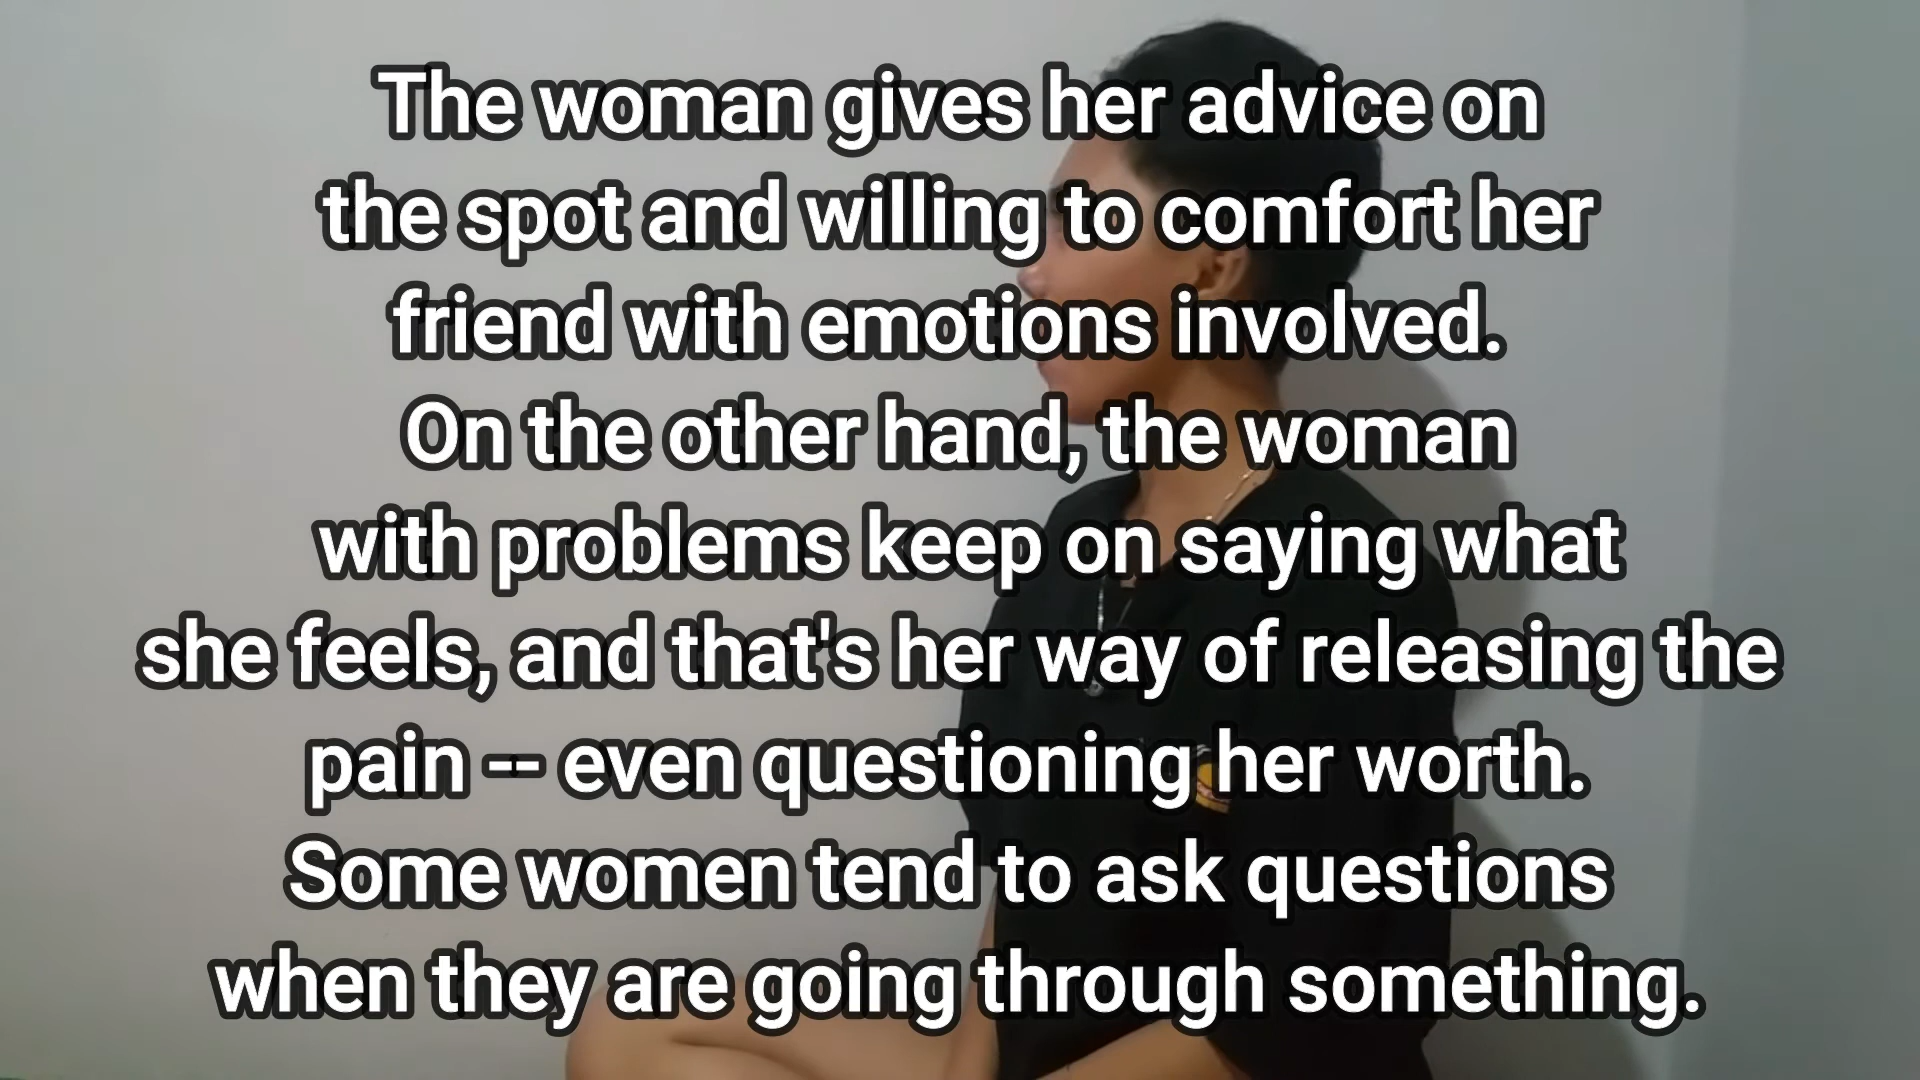 The woman gives her advice on
the spot and willing to comfort her
friend with emotions involved.
On the other hand, the woman
with problems keep on saying what
she feels, and that's her way of releasing the
pain -- even questioning her worth.
Some women tend to ask questions
when they are going through something.